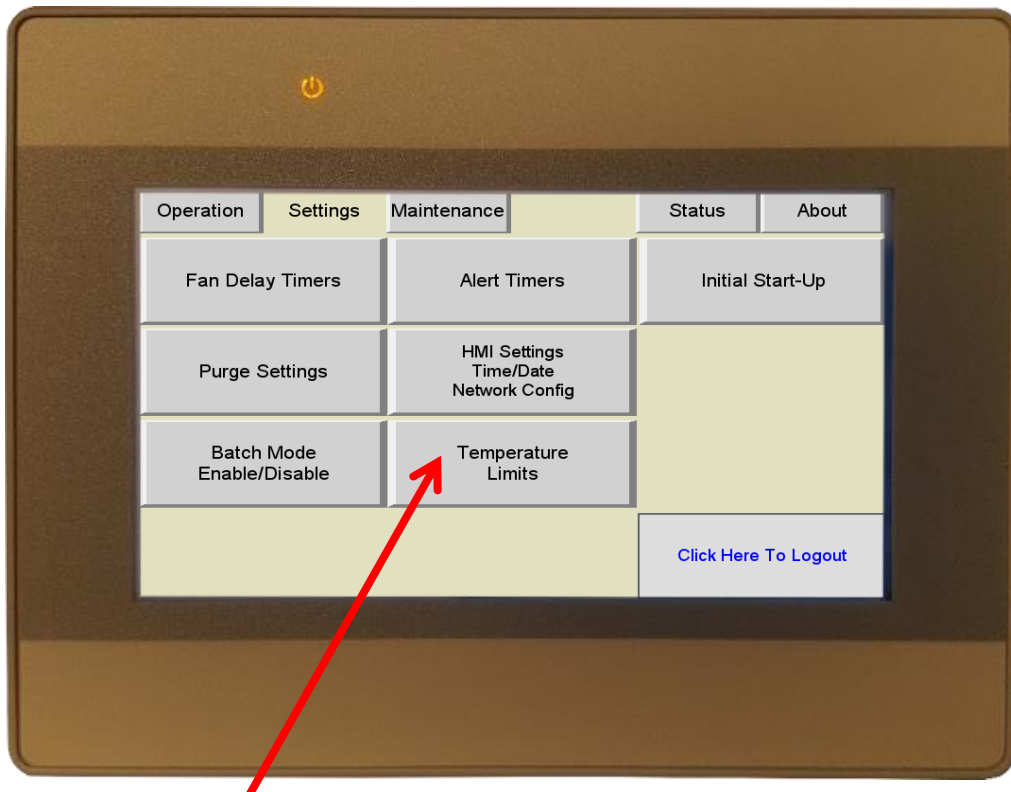 Operation Settings Maintenance Status About
Fan Delay Timers Alert Timers Initial Start-Up
Purge Settings
HMI Settings
Time/Date
Network Config
Batch Mode
Enable/Disable
Temperature
Limits
Click Here To Logout